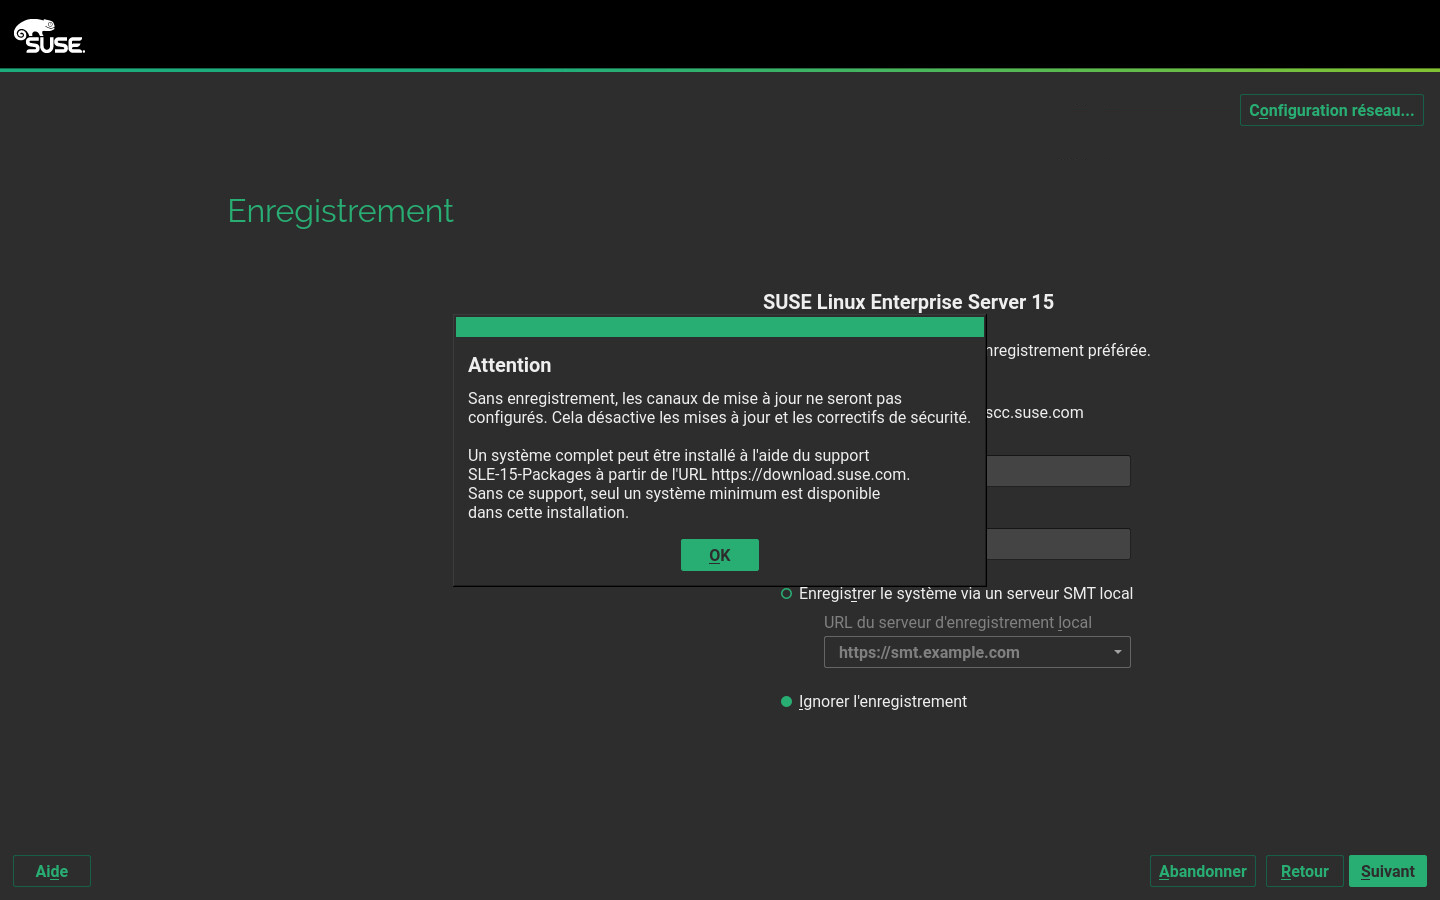 SUSE
Configuration réseau...
Enregistrement
SUSE Linux Enterprise Server 15
nregistrement préférée.
scc.suse.com
Attention
Sans enregistrement, les canaux de mise à jour ne seront pas
configurés. Cela désactive les mises à jour et les correctifs de sécurité.
Un système complet peut être installé à l'aide du support
SLE-15-Packages à partir de l'URL https://download.suse.com.
Sans ce support, seul un système minimum est disponible
dans cette installation.
OK
Enregistrer le système via un serveur SMT local
URL du serveur d'enregistrement local
https://smt.example.com
Ignorer l'enregistrement
Aide
Abandonner
Retour
Suivant